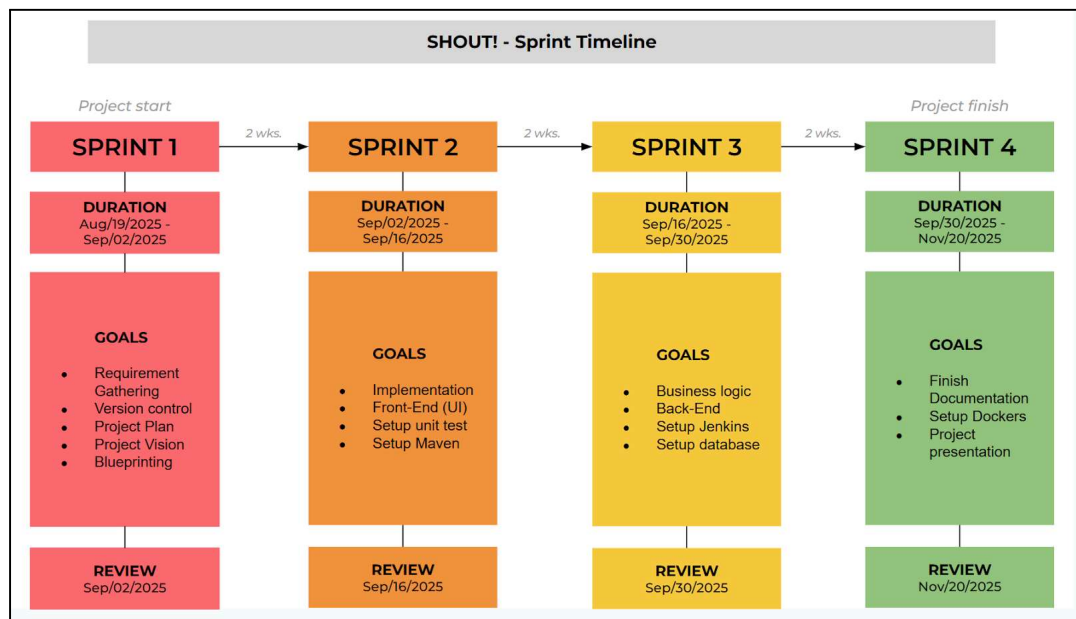 SHOUT! - Sprint Timeline
Project start
Project finish
SPRINT 1
2 wks.
SPRINT 2
2 wks.
SPRINT 3
2 wks.
SPRINT 4
DURATION
Aug/19/2025 -
Sep/02/2025
DURATION
Sep/02/2025 -
Sep/16/2025
DURATION
Sep/16/2025 -
Sep/30/2025
DURATION
Sep/30/2025 -
Nov/20/2025
GOALS
• Requirement
Gathering
• Version control
• Project Plan
• Project Vision
• Blueprinting
GOALS
• Implementation
• Front-End (UI)
• Setup unit test
• Setup Maven
GOALS
• Business logic
• Back-End
• Setup Jenkins
• Setup database
GOALS
• Finish
Documentation
• Setup Dockers
• Project
presentation
REVIEW
Sep/02/2025
REVIEW
Sep/16/2025
REVIEW
Sep/30/2025
REVIEW
Nov/20/2025